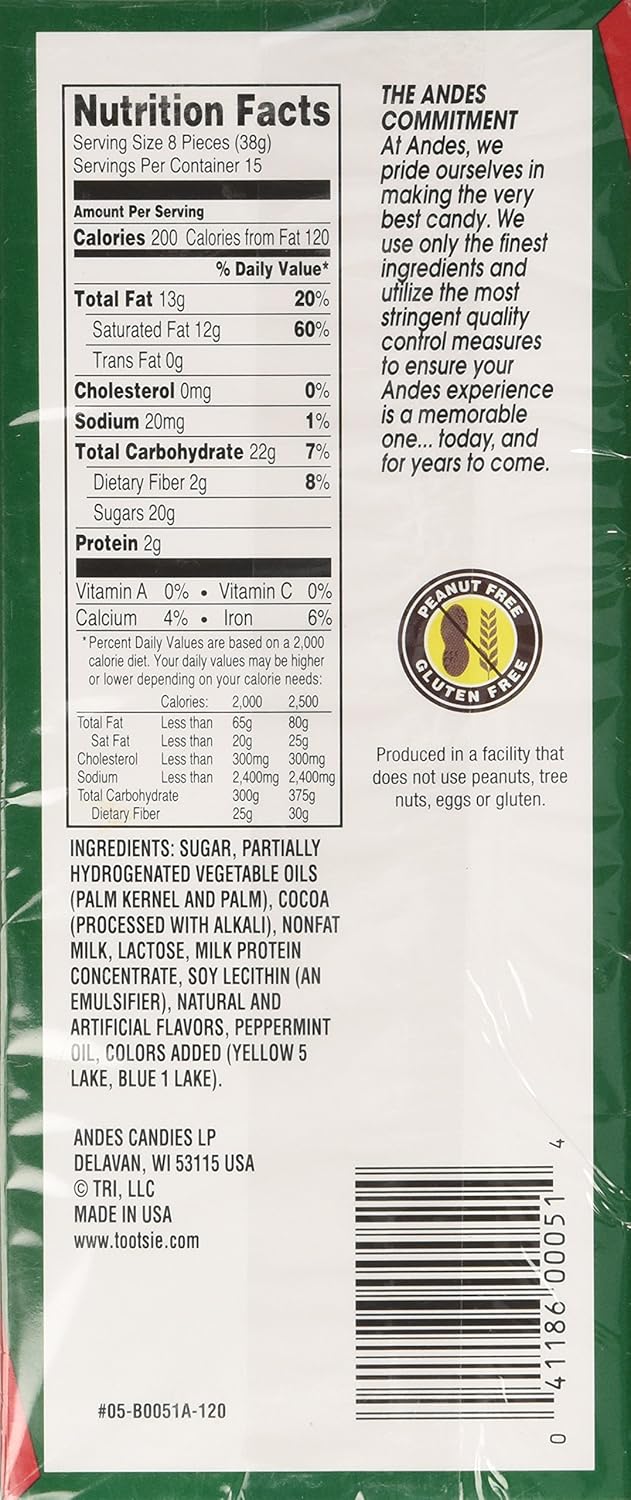 Nutrition Facts
Serving Size 8 Pieces (38g)
Servings Per Container 15
Amount Per Serving
Calories 200 Calories from Fat 120
% Daily Value*
Total Fat 13g 20%
Saturated Fat 12g 60%
Trans Fat 0g
Cholesterol 0mg 0%
Sodium 20mg 1%
Total Carbohydrate 22g 7%
Dietary Fiber 2g 8%
Sugars 20g
Protein 2g
Vitamin A 0% • Vitamin C 0%
Calcium 4% • Iron 6%
*Percent Daily Values are based on a 2,000
calorie diet. Your daily values may be higher
or lower depending on your calorie needs:
Calories: 2,000 2,500
Total Fat Less than 65g 80g
Sat Fat Less than 20g 25g
Cholesterol Less than 300mg 300mg
Sodium Less than 2,400mg 2,400mg
Total Carbohydrate 300g 375g
Dietary Fiber 25g 30g
INGREDIENTS: SUGAR, PARTIALLY
HYDROGENATED VEGETABLE OILS
(PALM KERNEL AND PALM), COCOA
(PROCESSED WITH ALKALI), NONFAT
MILK, LACTOSE, MILK PROTEIN
CONCENTRATE, SOY LECITHIN (AN
EMULSIFIER), NATURAL AND
ARTIFICIAL FLAVORS, PEPPERMINT
OIL, COLORS ADDED (YELLOW 5
LAKE, BLUE 1 LAKE).
ANDES CANDIES LP
DELAVAN, WI 53115 USA
© TRI, LLC
MADE IN USA
www.tootsie.com
#05-B0051A-120
THE ANDES
COMMITMENT
At Andes, we
pride ourselves in
making the very
best candy. We
use only the finest
ingredients and
utilize the most
stringent quality
control measures
to ensure your
Andes experience
is a memorable
one... today, and
for years to come.
PEANUT FREE
GLUTEN FREE
Produced in a facility that
does not use peanuts, tree
nuts, eggs or gluten.
0 41186 00051 4